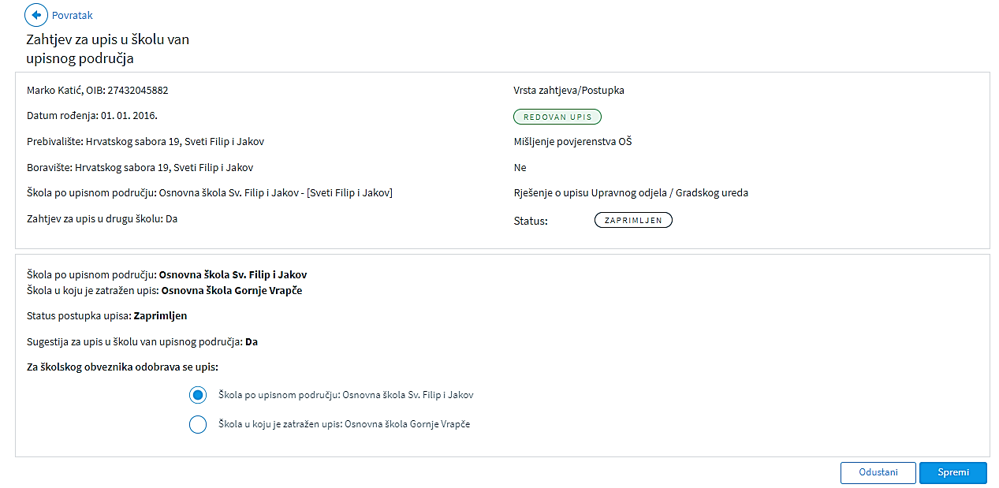 Povratak
Zahtjev za upis u školu van
upisnog područja
Marko Katić, OIB: 27432045882
Datum rođenja: 01. 01. 2016.
Prebivalište: Hrvatskog sabora 19, Sveti Filip i Jakov
Boravište: Hrvatskog sabora 19, Sveti Filip i Jakov
Škola po upisnom području: Osnovna škola Sv. Filip i Jakov - [Sveti Filip i Jakov]
Zahtjev za upis u drugu školu: Da
Vrsta zahtjeva/Postupka
REDOVAN UPIS
Mišljenje povjerenstva OŠ
Ne
Rješenje o upisu Upravnog odjela / Gradskog ureda
Status: ZAPRIMLJEN
Škola po upisnom području: Osnovna škola Sv. Filip i Jakov
Škola u koju je zatražen upis: Osnovna škola Gornje Vrapče
Status postupka upisa: Zaprimljen
Sugestija za upis u školu van upisnog područja: Da
Za školskog obveznika odobrava se upis:
Škola po upisnom području: Osnovna škola Sv. Filip i Jakov
Škola u koju je zatražen upis: Osnovna škola Gornje Vrapče
Odustani
Spremi